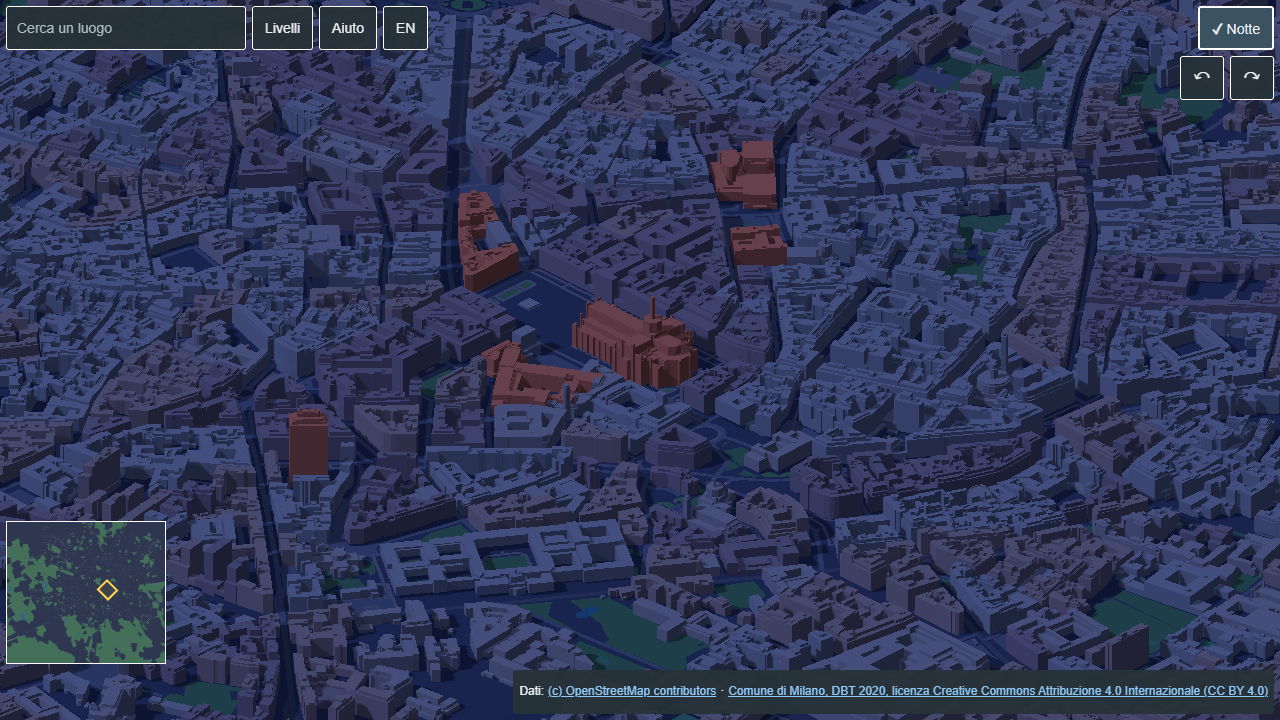 Cerca un luogo
Livelli
Aiuto
EN
✓ Notte
Dati: (c) OpenStreetMap contributors · Comune di Milano, DBT 2020, licenza Creative Commons Attribuzione 4.0 Internazionale (CC BY 4.0)